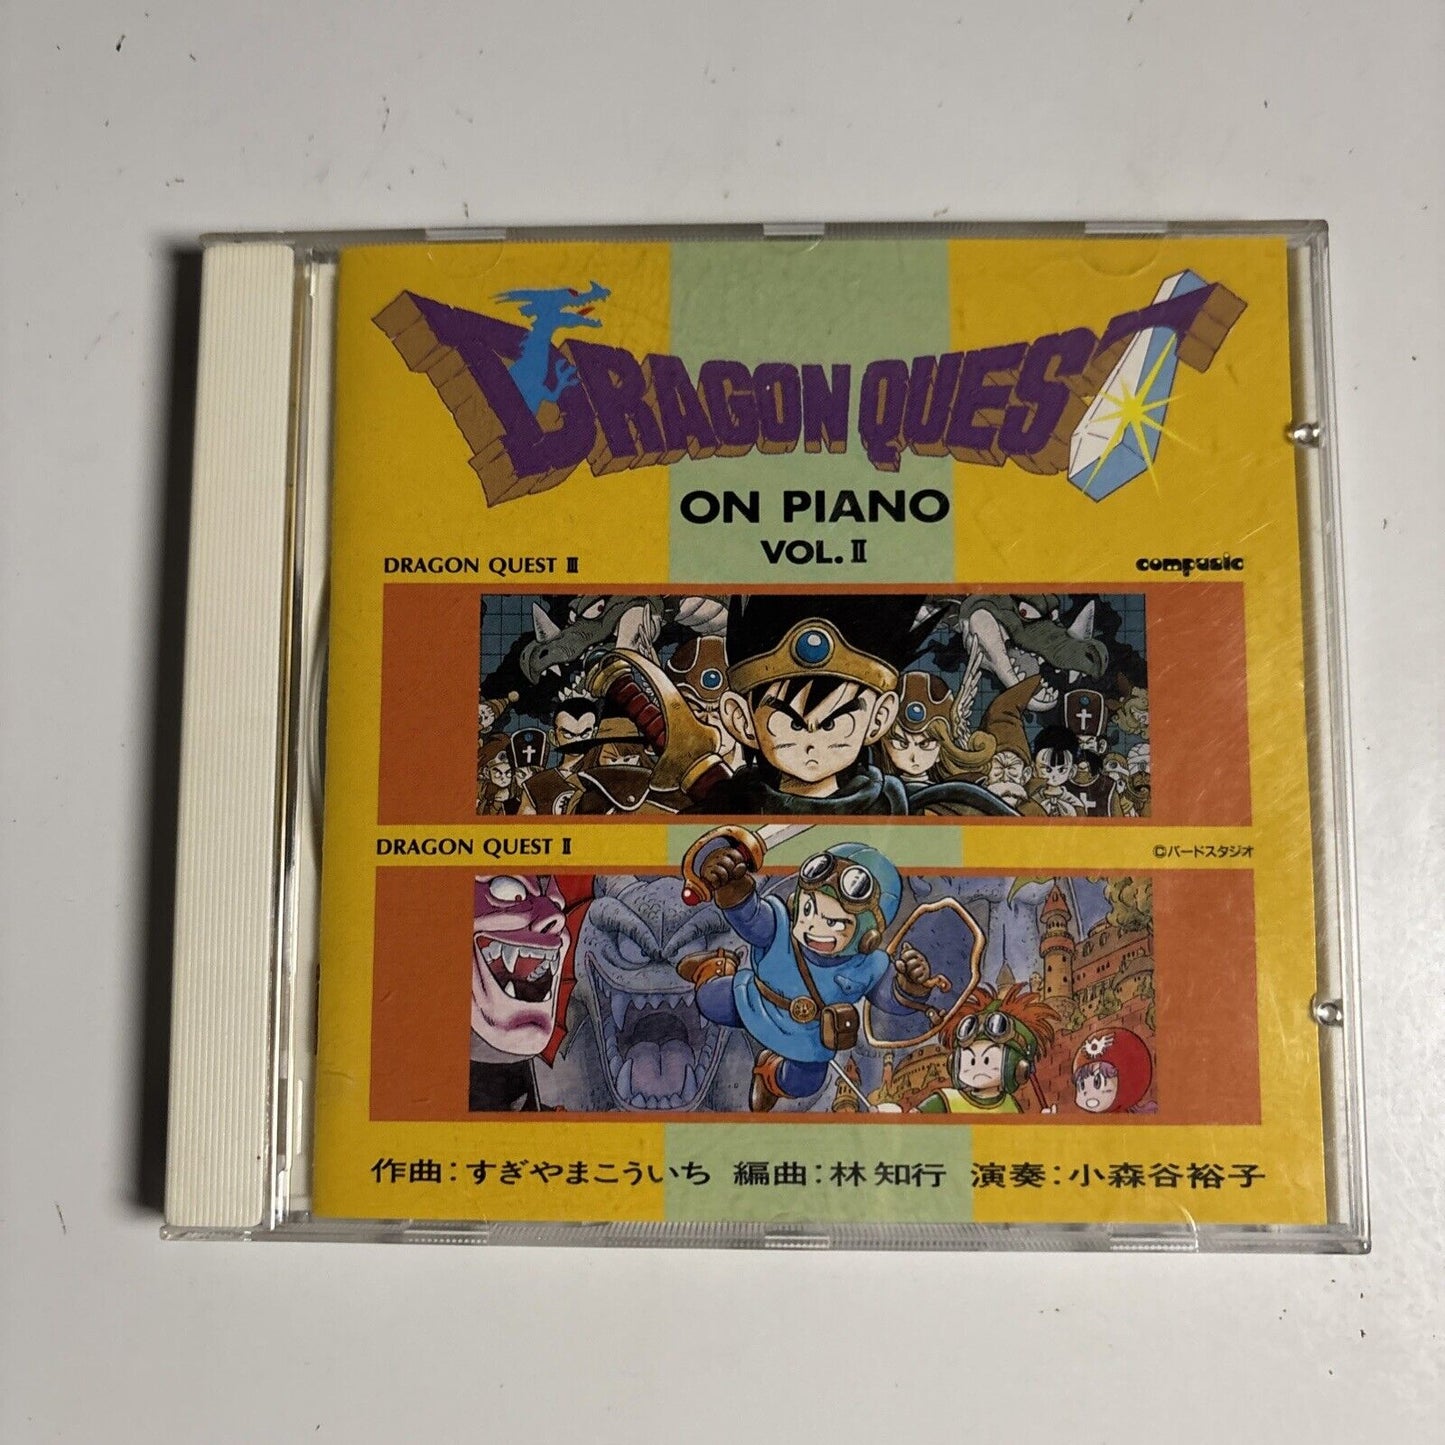 DRAGON QUEST
ON PIANO
VOL. Ⅱ
DRAGON QUEST Ⅲ
compusic
DRAGON QUEST Ⅱ
©バードスタジオ
作曲：すぎやまこういち 編曲：林 知行 演奏：小森谷裕子